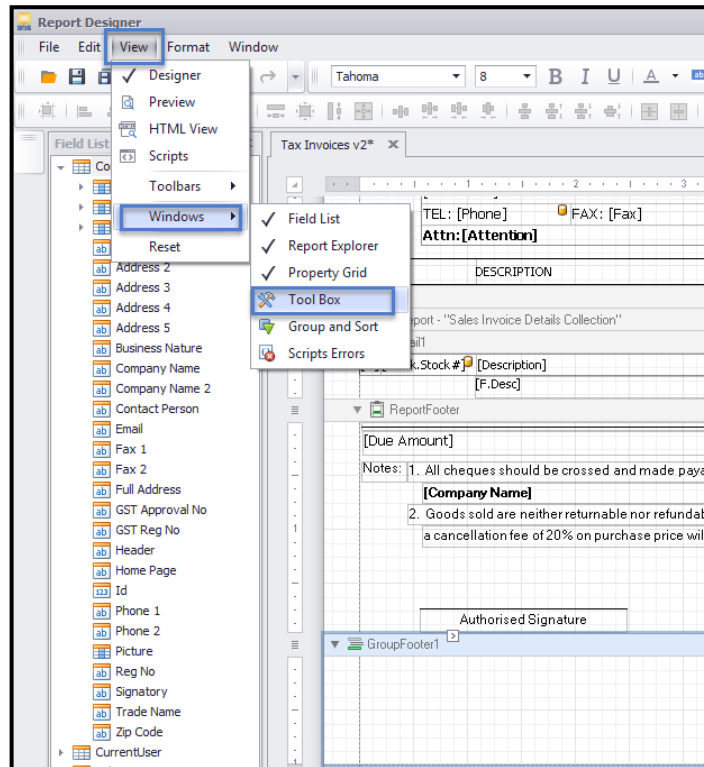 Report Designer
File Edit View Format Window
Tahoma 8 B I U A
Designer
Preview
HTML View
Scripts
Toolbars
Windows
Reset
Field List
Report Explorer
Property Grid
Tool Box
Group and Sort
Scripts Errors
Field List
Co
Address 2
Address 3
Address 4
Address 5
Business Nature
Company Name
Company Name 2
Contact Person
Email
Fax 1
Fax 2
Full Address
GST Approval No
GST Reg No
Header
Home Page
Id
Phone 1
Phone 2
Picture
Reg No
Signatory
Trade Name
Zip Code
CurrentUser
Tax Invoices v2*
1 2 3
TEL: [Phone] FAX: [Fax]
Attn:[Attention]
DESCRIPTION
port - "Sales Invoice Details Collection"
ail1
k.Stock #] [Description]
[F.Desc]
ReportFooter
[Due Amount]
Notes: 1. All cheques should be crossed and made paya
[Company Name]
2. Goods sold are neither returnable nor refundab
a cancellation fee of 20% on purchase price wil
Authorised Signature
GroupFooter1